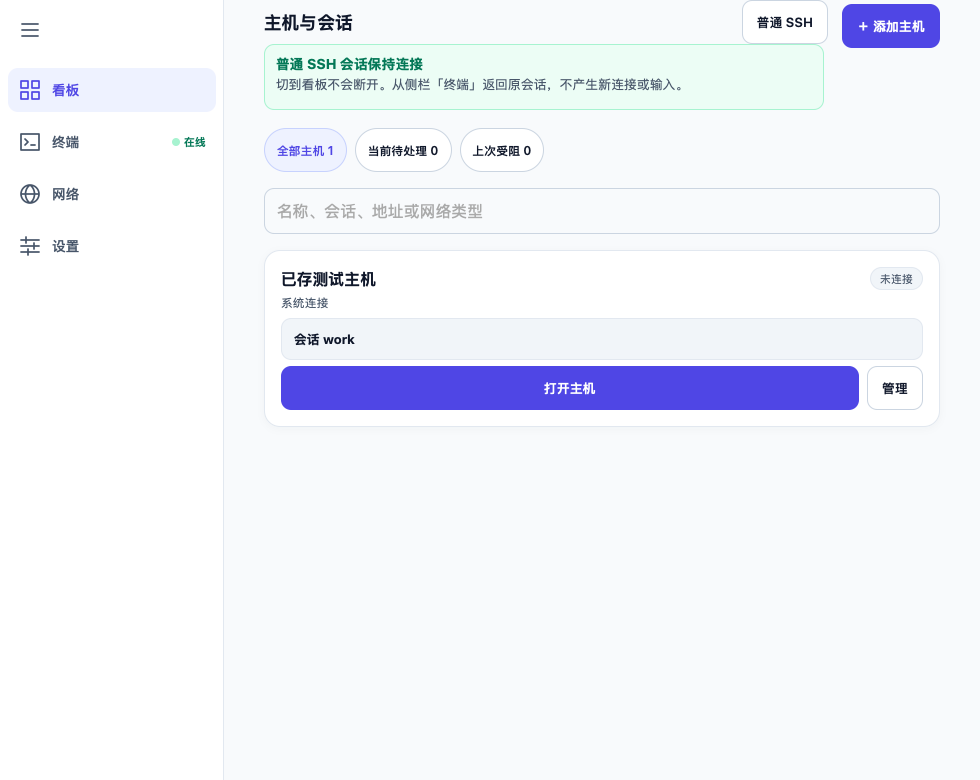 看板
终端
在线
网络
设置
主机与会话
普通 SSH
+ 添加主机
普通 SSH 会话保持连接
切到看板不会断开。从侧栏「终端」返回原会话，不产生新连接或输入。
全部主机 1
当前待处理 0
上次受阻 0
名称、会话、地址或网络类型
已存测试主机
未连接
系统连接
会话 work
打开主机
管理